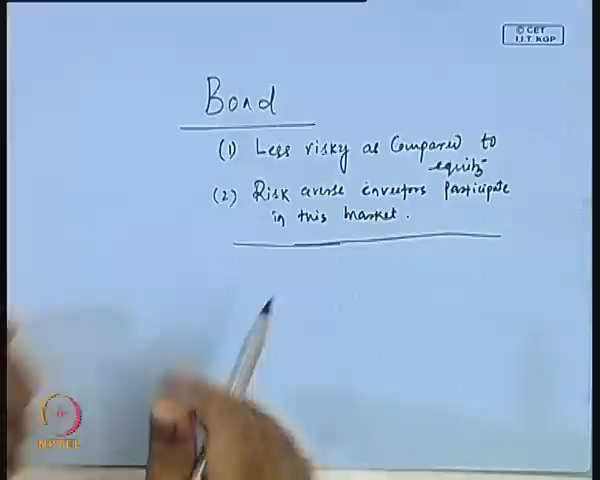 © CET
I.I.T. KGP
Bond
(1) Less risky as Compared to
equity
(2) Risk averse investors participate
in this market.
NPTEL